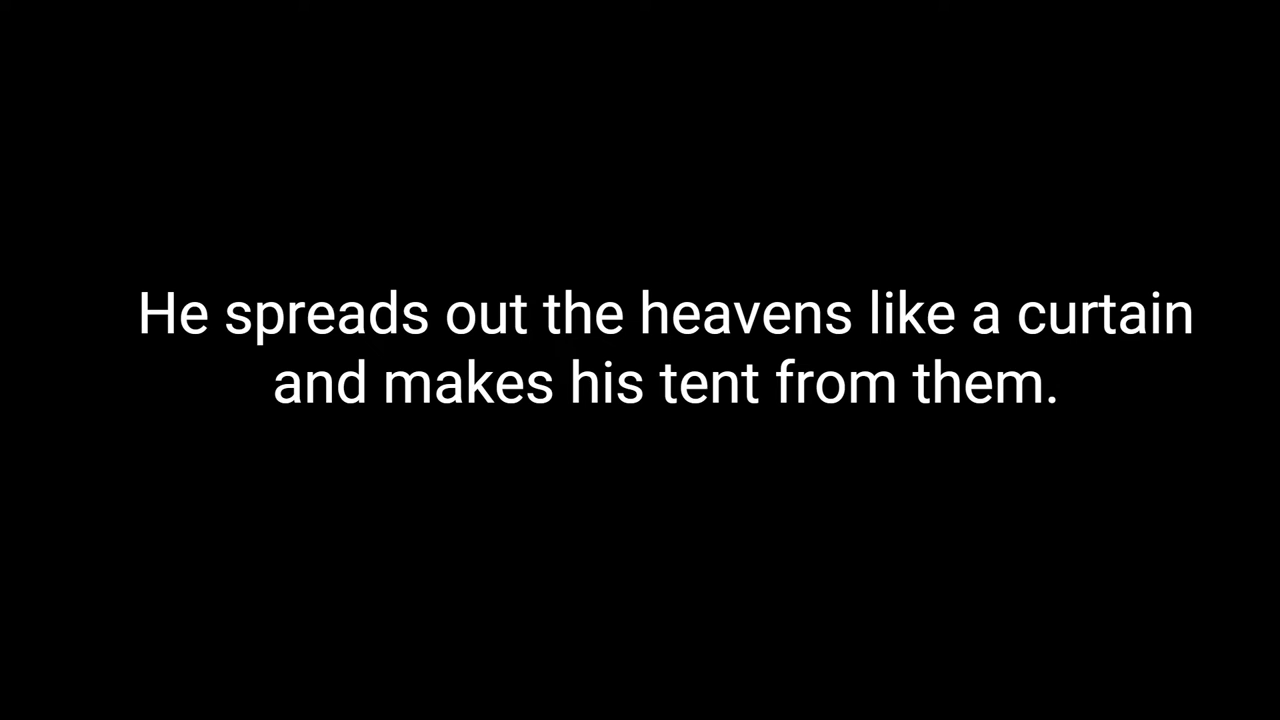 He spreads out the heavens like a curtain
and makes his tent from them.